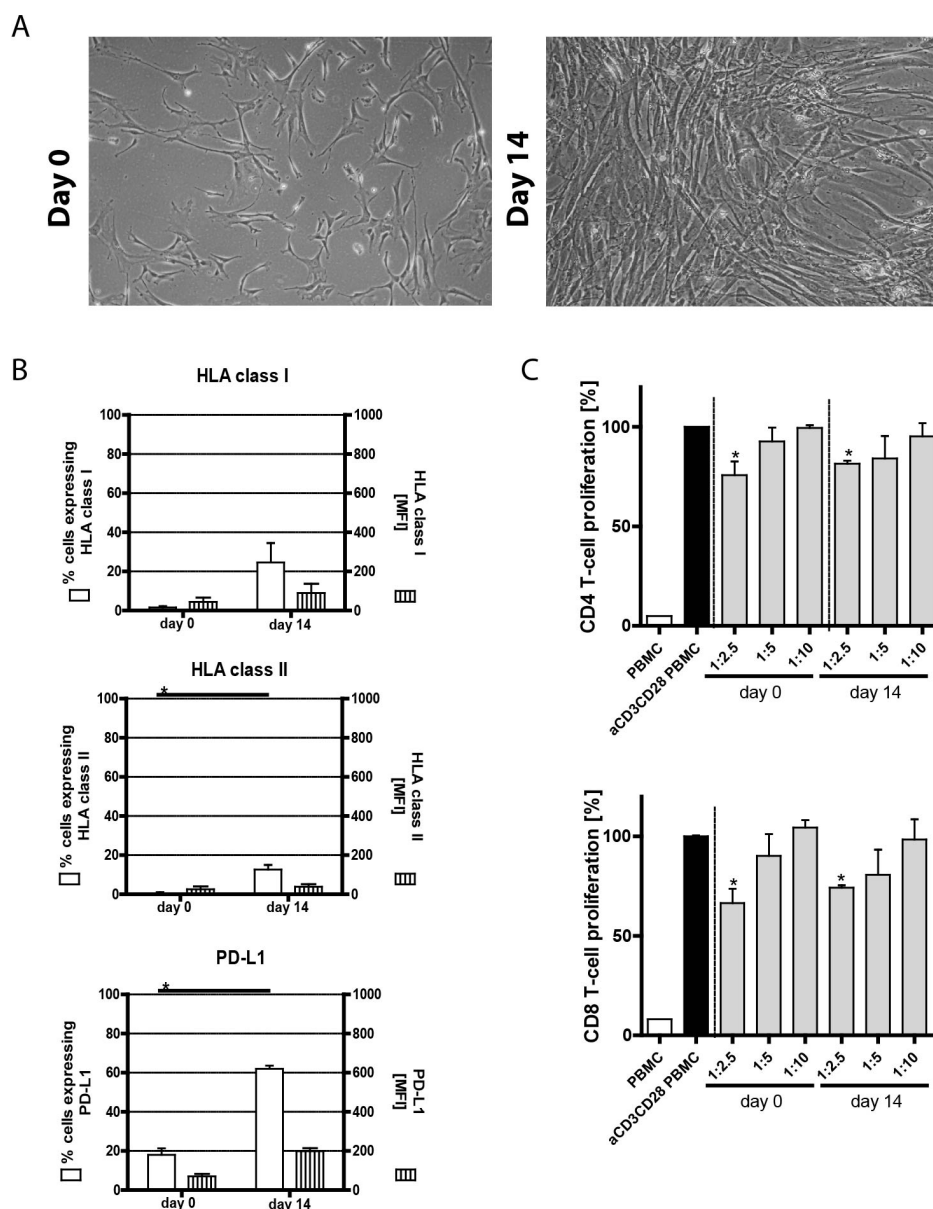 A
Day 0
Day 14
B
HLA class I
% cells expressing
HLA class I
100
80
60
40
20
0
1000
800
600
400
200
0
HLA class I
[MFI]
day 0
day 14
HLA class II
*
% cells expressing
HLA class II
100
80
60
40
20
0
1000
800
600
400
200
0
HLA class II
[MFI]
day 0
day 14
PD-L1
*
% cells expressing
PD-L1
100
80
60
40
20
0
1000
800
600
400
200
0
PD-L1
[MFI]
day 0
day 14
C
CD4 T-cell proliferation [%]
100
50
0
*
*
PBMC
aCD3CD28 PBMC
1:2.5
1:5
1:10
1:2.5
1:5
1:10
day 0
day 14
CD8 T-cell proliferation [%]
100
50
0
*
*
PBMC
aCD3CD28 PBMC
1:2.5
1:5
1:10
1:2.5
1:5
1:10
day 0
day 14